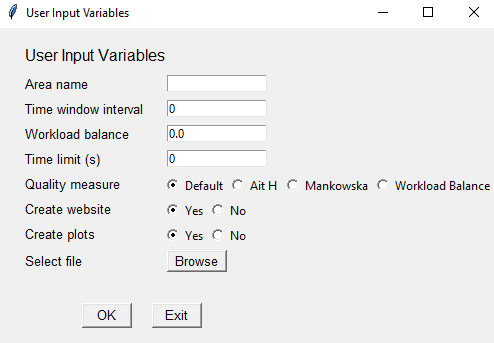 User Input Variables
User Input Variables
Area name
Time window interval 0
Workload balance 0.0
Time limit (s) 0
Quality measure Default Ait H Mankowska Workload Balance
Create website Yes No
Create plots Yes No
Select file Browse
OK Exit